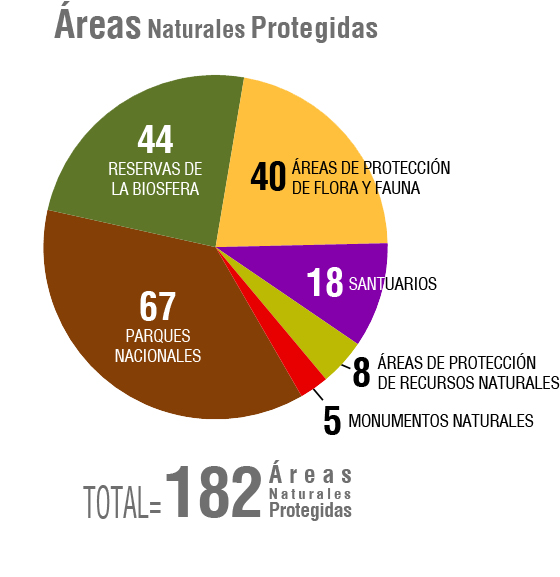 Áreas Naturales Protegidas
44
RESERVAS DE
LA BIOSFERA
40 ÁREAS DE PROTECCIÓN
DE FLORA Y FAUNA
18 SANTUARIOS
67
PARQUES
NACIONALES
8 ÁREAS DE PROTECCIÓN
DE RECURSOS NATURALES
5 MONUMENTOS NATURALES
TOTAL=182 Áreas
Naturales
Protegidas